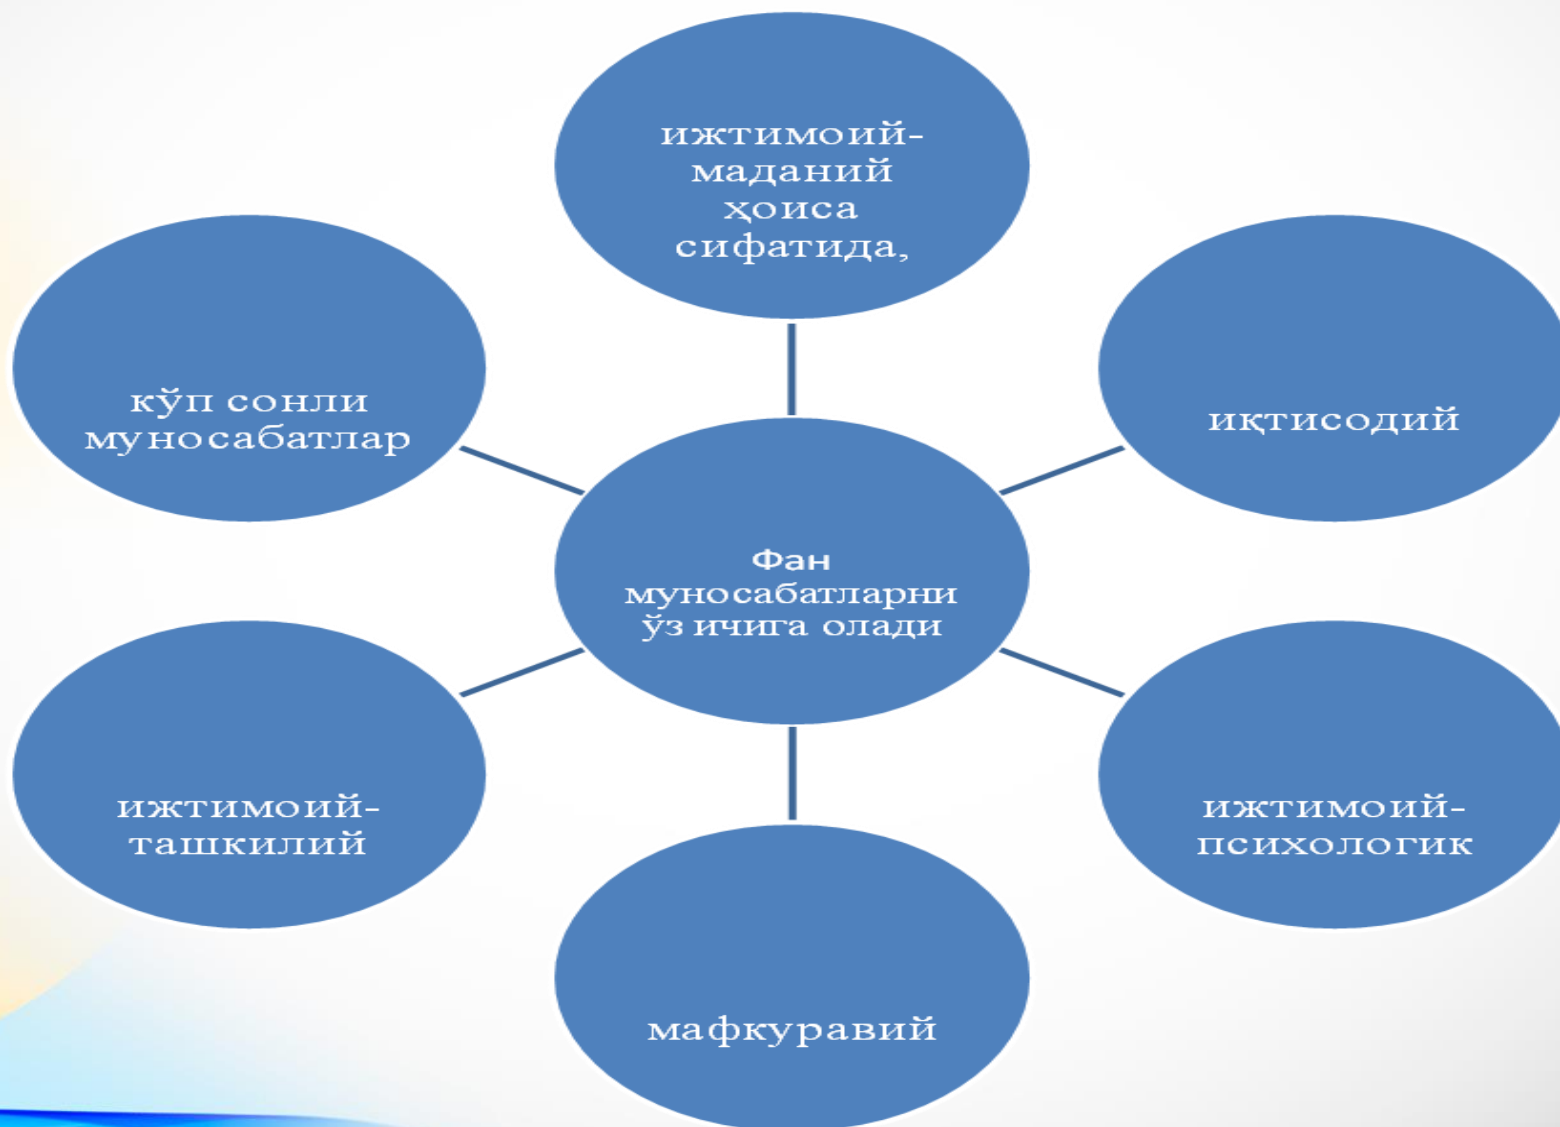 ижтимоий-
маданий
ҳоиса
сифатида,
кўп сонли
муносабатлар
иқтисодий
Фан
муносабатларни
ўз ичига олади
ижтимоий-
ташкилий
ижтимоий-
психологик
мафкуравий